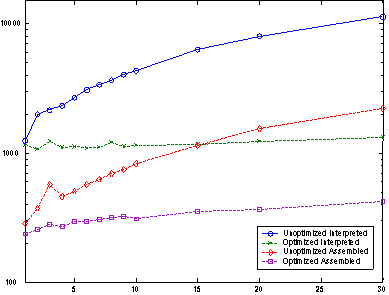 10000
1000
100
5
10
15
20
25
30
Unoptimized Interpreted
Optimized Interpreted
Unoptimized Assembled
Optimized Assembled